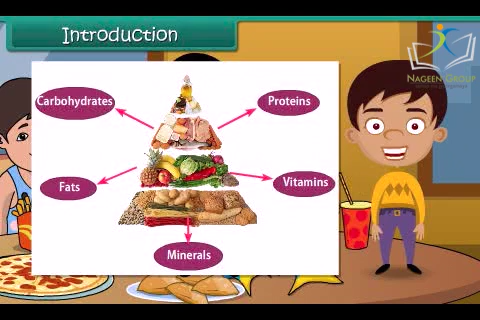 Introduction
NAGEEN GROUP
Carbohydrates
Proteins
Fats
Vitamins
Minerals